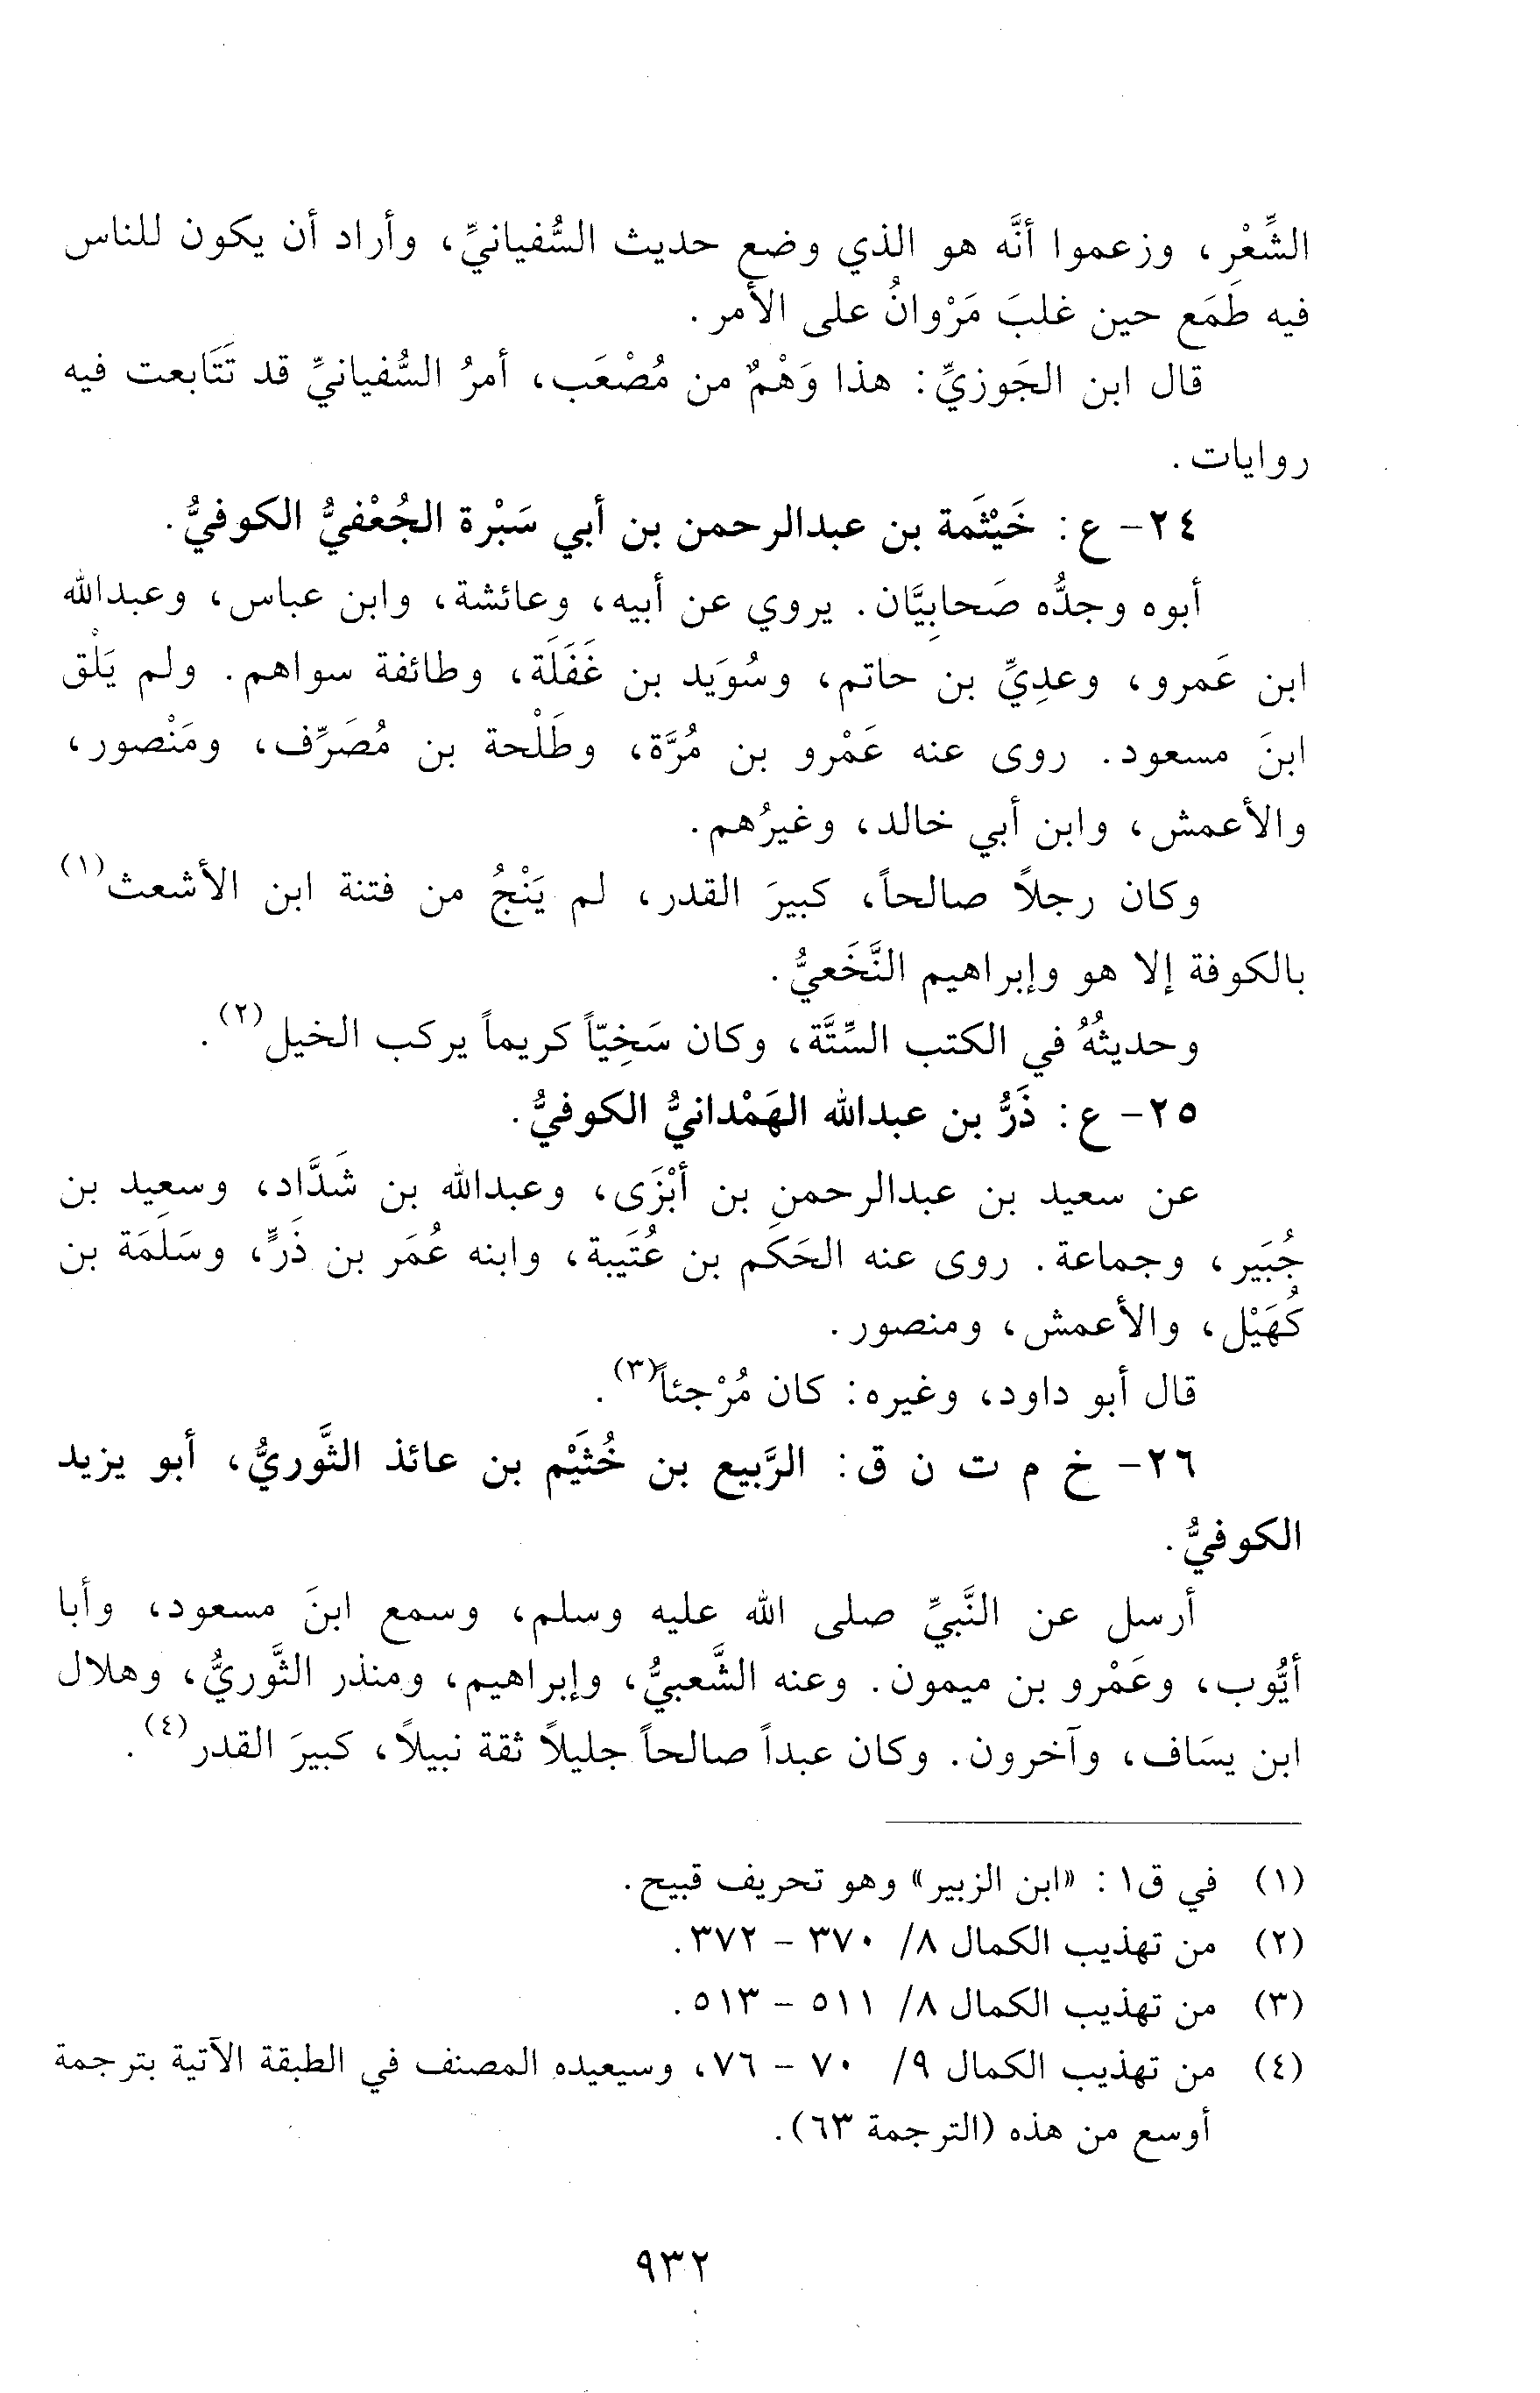 الشِّعْرِ، وزعموا أنَّه هو الذي وضع حديث السُّفيانيِّ، وأراد أن يكون للناس
فيه طَمَع حين غلبَ مَرْوانُ على الأمر.
قال ابن الجَوزيِّ: هذا وَهْمٌ من مُصْعَب، أمرُ السُّفيانيِّ قد تَتَابعت فيه
روايات.
٢٤- ع: خَيْثَمة بن عبدالرحمن بن أبي سَبْرة الجُعْفيُّ الكوفيُّ.
أبوه وجدُّه صَحابِيَّان. يروي عن أبيه، وعائشة، وابن عباس، وعبدالله
ابن عَمرو، وعدِيِّ بن حاتم، وسُوَيد بن غَفَلَة، وطائفة سواهم. ولم يَلْق
ابنَ مسعود. روى عنه عَمْرو بن مُرَّة، وطَلْحة بن مُصَرِّف، ومَنْصور،
والأعمش، وابن أبي خالد، وغيرُهم.
وكان رجلاً صالحاً، كبيرَ القدر، لم يَنْجُ من فتنة ابن الأشعث(١)
بالكوفة إلا هو وإبراهيم النَّخَعيُّ.
وحديثُهُ في الكتب السِّتَّة، وكان سَخِيّاً كريماً يركب الخيل(٢).
٢٥- ع: ذَرُّ بن عبدالله الهَمْدانيُّ الكوفيُّ.
عن سعيد بن عبدالرحمن بن أَبْزَى، وعبدالله بن شَدَّاد، وسعيد بن
جُبَير، وجماعة. روى عنه الحَكَم بن عُتَيبة، وابنه عُمَر بن ذَرٍّ، وسَلَمَة بن
كُهَيْل، والأعمش، ومنصور.
قال أبو داود، وغيره: كان مُرْجئاً(٣).
٢٦- خ م ت ن ق: الرَّبيع بن خُثَيْم بن عائذ الثَّوريُّ، أبو يزيد
الكوفيُّ.
أرسل عن النَّبيِّ صلى الله عليه وسلم، وسمع ابنَ مسعود، وأبا
أيُّوب، وعَمْرو بن ميمون. وعنه الشَّعبيُّ، وإبراهيم، ومنذر الثَّوريُّ، وهلال
ابن يسَاف، وآخرون. وكان عبداً صالحاً جليلاً ثقة نبيلاً، كبيرَ القدر(٤).
(١) في ق١: «ابن الزبير» وهو تحريف قبيح.
(٢) من تهذيب الكمال ٨/ ٣٧٠ – ٣٧٢.
(٣) من تهذيب الكمال ٨/ ٥١١ – ٥١٣.
(٤) من تهذيب الكمال ٩/ ٧٠ – ٧٦، وسيعيده المصنف في الطبقة الآتية بترجمة
أوسع من هذه (الترجمة ٦٣).
٩٣٢